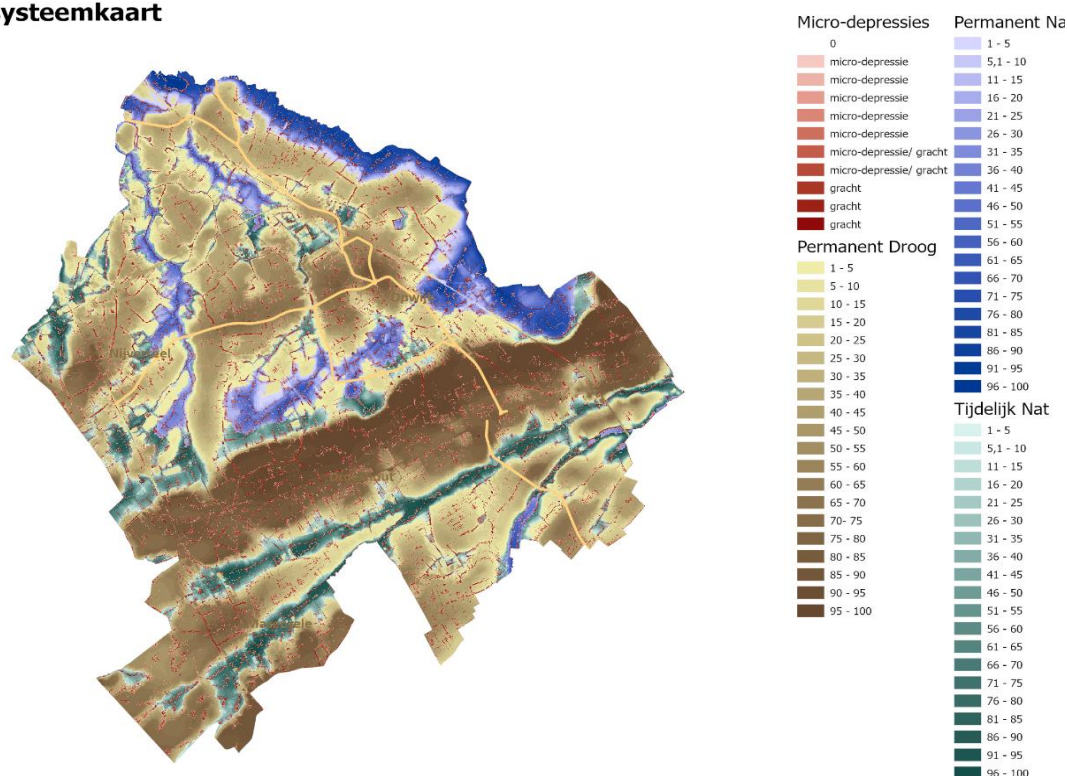 ysteemkaart
Micro-depressies
0
micro-depressie
micro-depressie
micro-depressie
micro-depressie
micro-depressie
micro-depressie/ gracht
micro-depressie/ gracht
gracht
gracht
gracht
Permanent Droog
1 - 5
5 - 10
10 - 15
15 - 20
20 - 25
25 - 30
30 - 35
35 - 40
40 - 45
45 - 50
50 - 55
55 - 60
60 - 65
65 - 70
70- 75
75 - 80
80 - 85
85 - 90
90 - 95
95 - 100
Permanent Na
1 - 5
5,1 - 10
11 - 15
16 - 20
21 - 25
26 - 30
31 - 35
36 - 40
41 - 45
46 - 50
51 - 55
56 - 60
61 - 65
66 - 70
71 - 75
76 - 80
81 - 85
86 - 90
91 - 95
96 - 100
Tijdelijk Nat
1 - 5
5,1 - 10
11 - 15
16 - 20
21 - 25
26 - 30
31 - 35
36 - 40
41 - 45
46 - 50
51 - 55
56 - 60
61 - 65
66 - 70
71 - 75
76 - 80
81 - 85
86 - 90
91 - 95
96 - 100